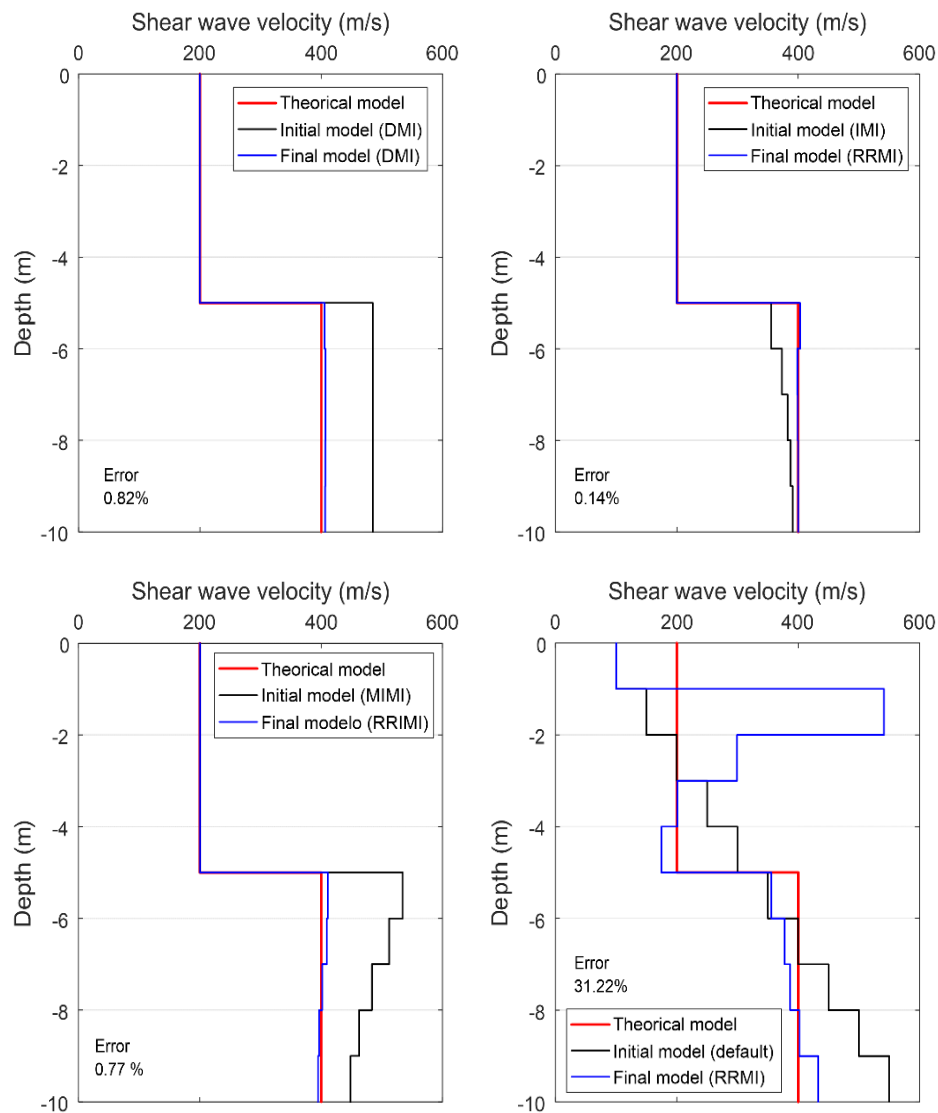 Shear wave velocity (m/s)
0 200 400 600
0
-2
-4
-6
-8
-10
Depth (m)
Theorical model
Initial model (DMI)
Final model (DMI)
Error
0.82%
Shear wave velocity (m/s)
0 200 400 600
0
-2
-4
-6
-8
-10
Depth (m)
Theorical model
Initial model (IMI)
Final model (RRMI)
Error
0.14%
Shear wave velocity (m/s)
0 200 400 600
0
-2
-4
-6
-8
-10
Depth (m)
Theorical model
Initial model (MIMI)
Final modelo (RRIMI)
Error
0.77 %
Shear wave velocity (m/s)
0 200 400 600
0
-2
-4
-6
-8
-10
Depth (m)
Error
31.22%
Theorical model
Initial model (default)
Final model (RRMI)